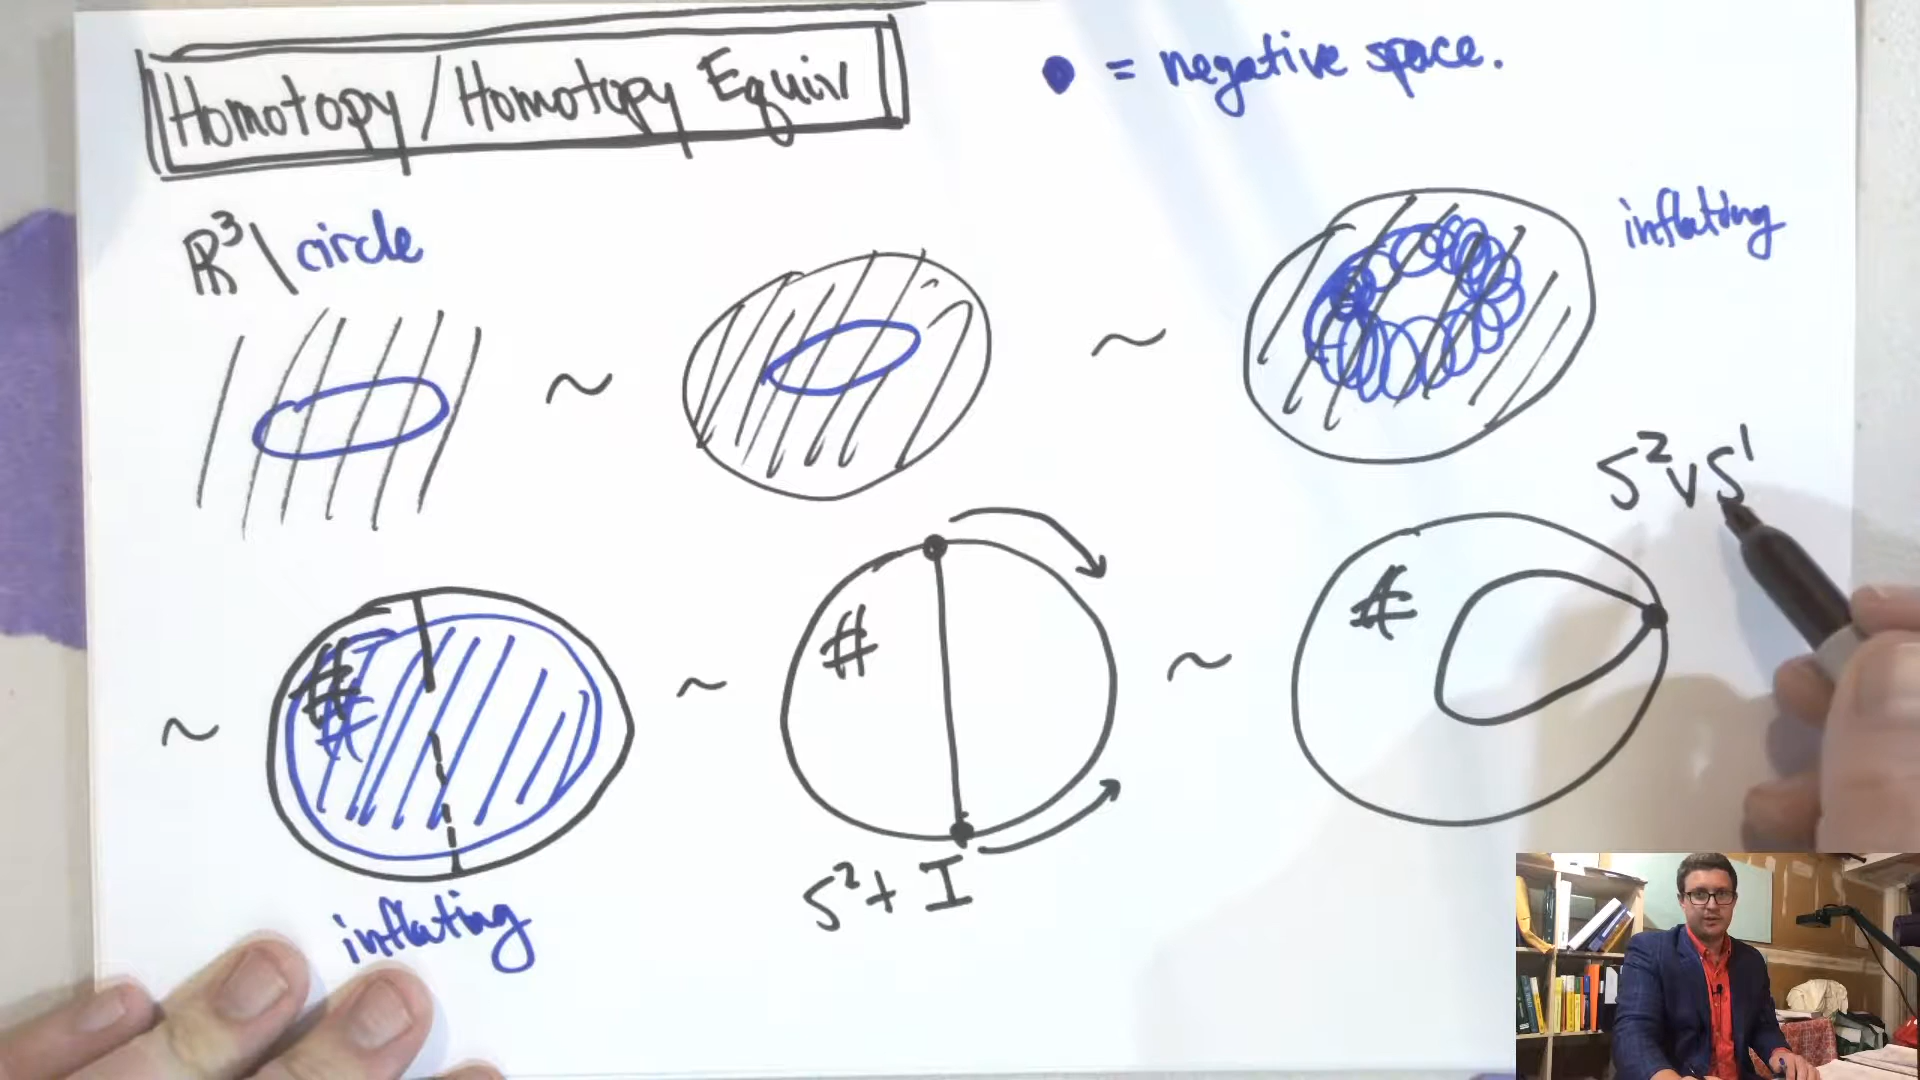 Homotopy / Homotopy Equiv
• = negative space.
R³ \ circle
~
~
inflating
S² ∨ S¹
~
~
~
#
#
#
inflating
S² + I